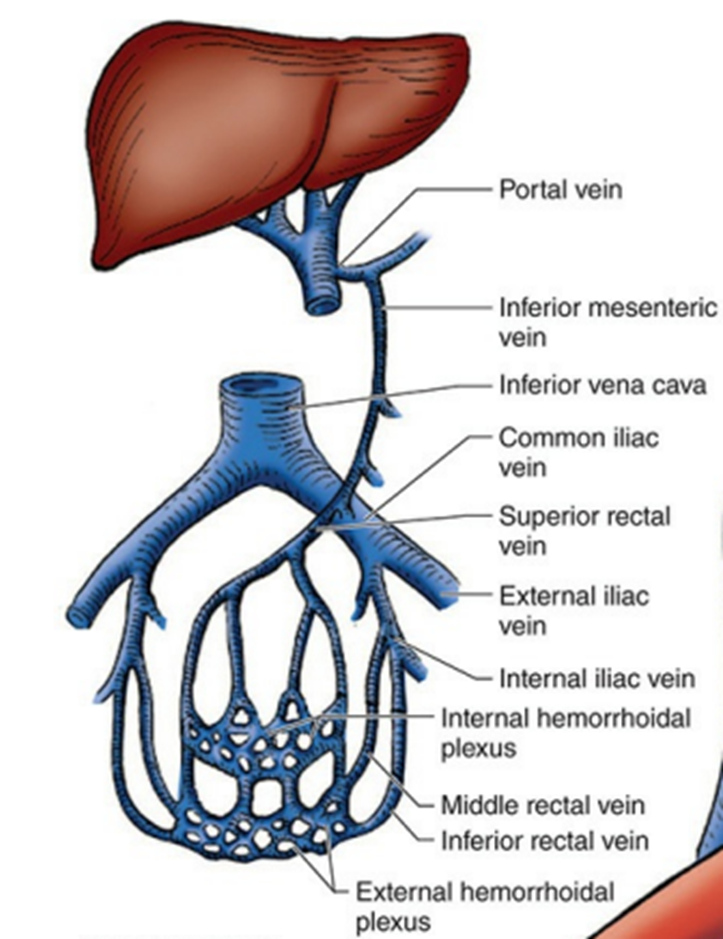 Portal vein
Inferior mesenteric
vein
Inferior vena cava
Common iliac
vein
Superior rectal
vein
External iliac
vein
Internal iliac vein
Internal hemorrhoidal
plexus
Middle rectal vein
Inferior rectal vein
External hemorrhoidal
plexus